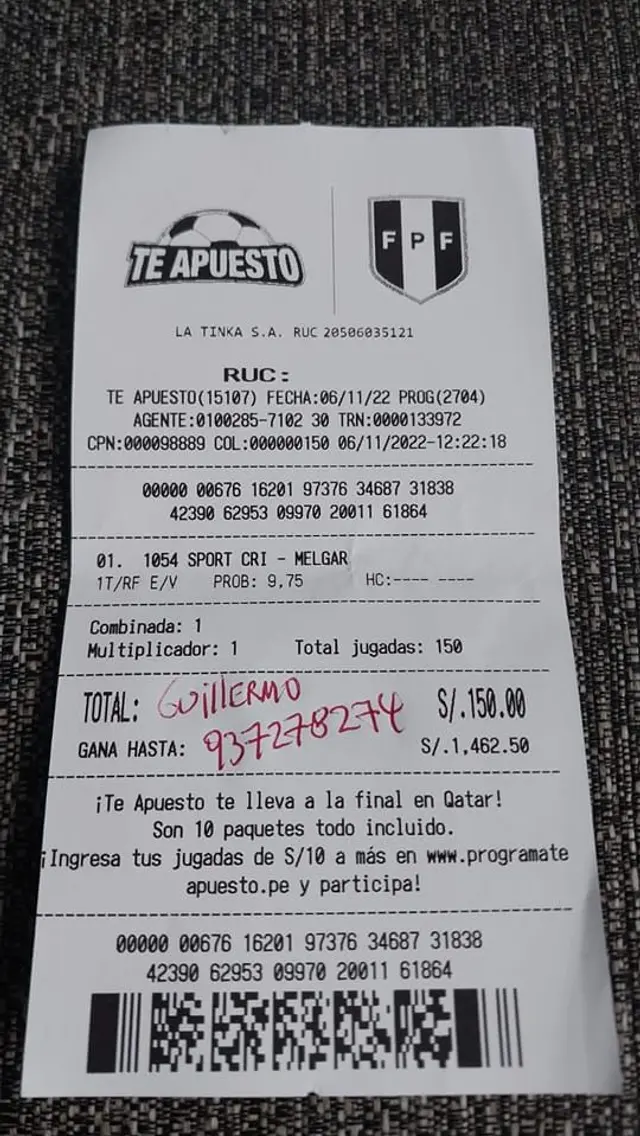 TE APUESTO
FPF
LA TINKA S.A. RUC 20506035121
RUC:
TE APUESTO(15107) FECHA:06/11/22 PROG(2704)
AGENTE:0100285-7102 30 TRN:0000133972
CPN:000098889 COL:000000150 06/11/2022-12:22:18
00000 00676 16201 97376 34687 31838
42390 62953 09970 20011 61864
01. 1054 SPORT CRI - MELGAR
1T/RF E/V PROB: 9,75 HC:---- ----
Combinada: 1
Multiplicador: 1 Total jugadas: 150
TOTAL: GUILLERMO S/.150.00
GANA HASTA: 937278274 S/.1,462.50
¡Te Apuesto te lleva a la final en Qatar!
Son 10 paquetes todo incluido.
¡Ingresa tus jugadas de S/10 a más en www.programate
apuesto.pe y participa!
00000 00676 16201 97376 34687 31838
42390 62953 09970 20011 61864